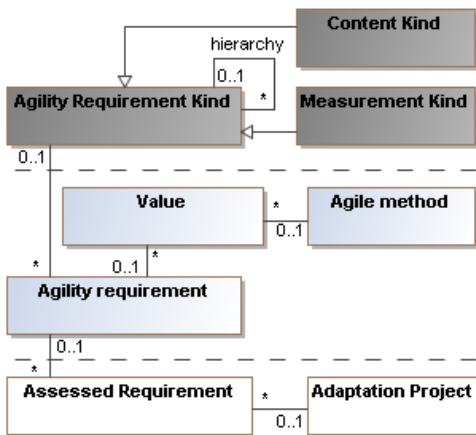 Content Kind
hierarchy
0..1
*
Agility Requirement Kind
Measurement Kind
0..1
Value
*
0..1
Agile method
*
0..1
*
Agility requirement
0..1
*
Assessed Requirement
*
0..1
Adaptation Project